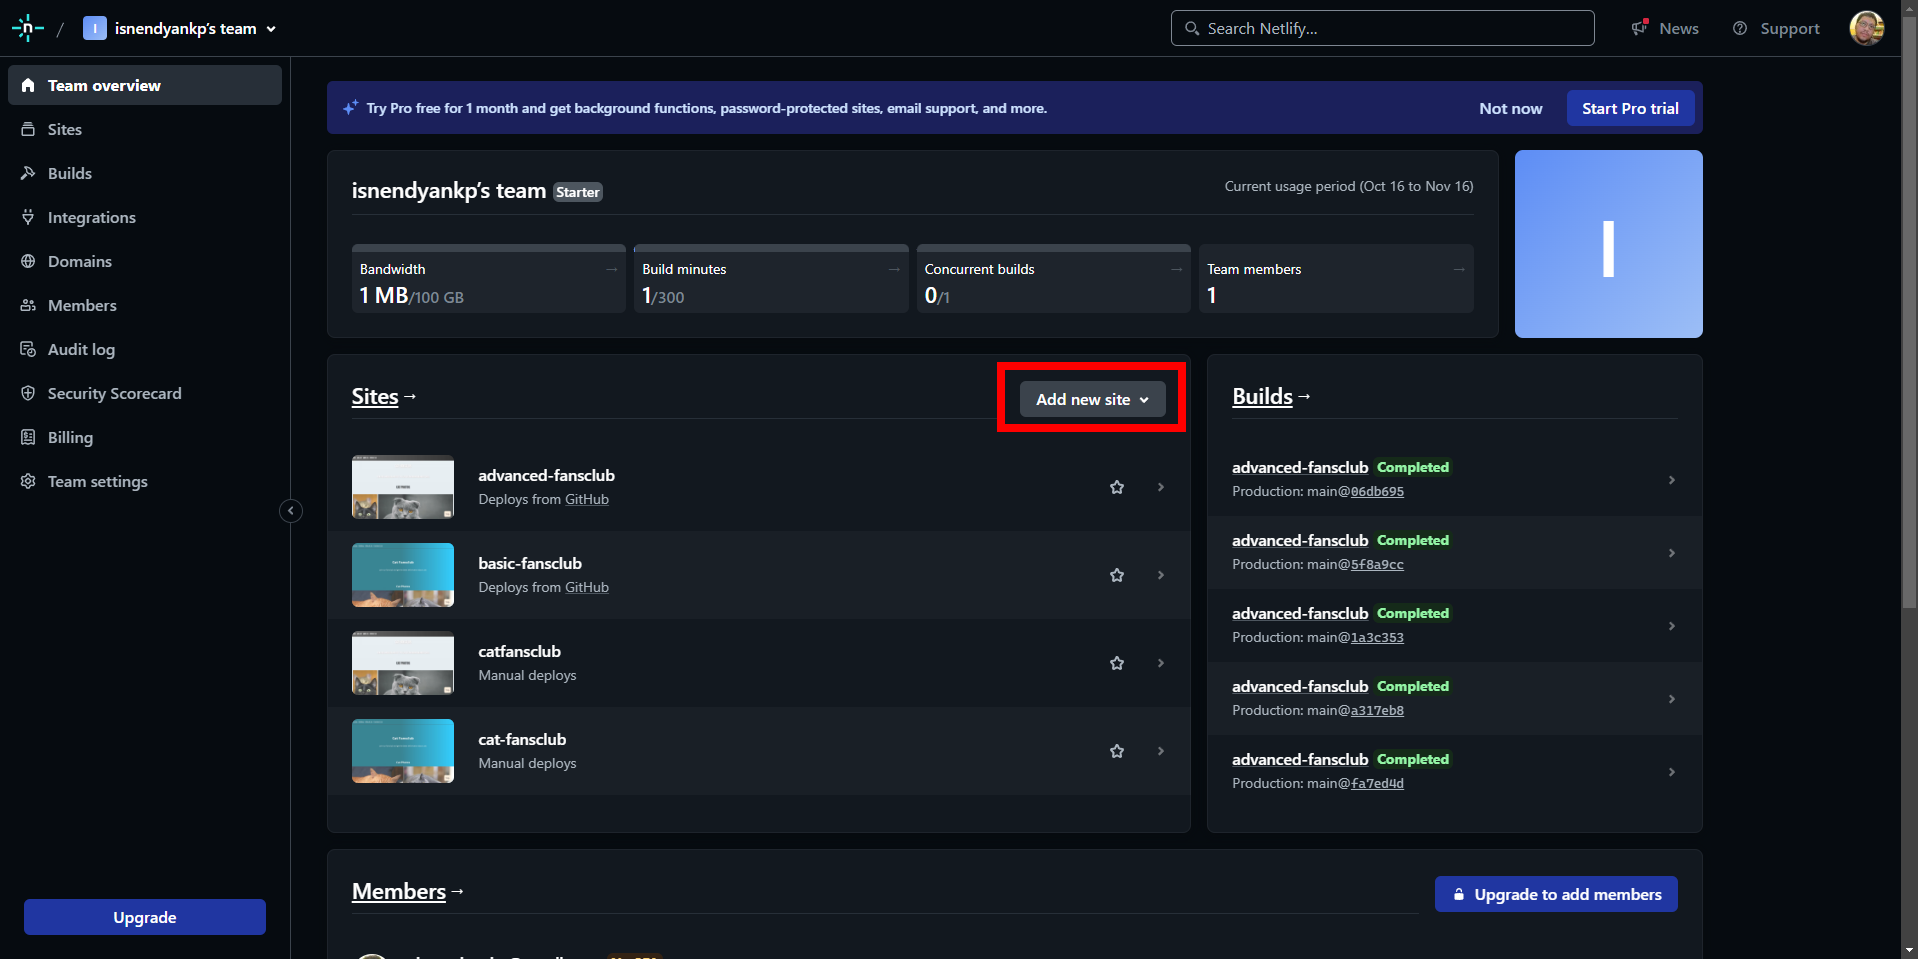 / I isnendyankp's team
Search Netlify...
News
Support
Team overview
Sites
Builds
Integrations
Domains
Members
Audit log
Security Scorecard
Billing
Team settings
Upgrade
Try Pro free for 1 month and get background functions, password-protected sites, email support, and more.
Not now
Start Pro trial
isnendyankp's team Starter
Current usage period (Oct 16 to Nov 16)
Bandwidth →
1 MB/100 GB
Build minutes →
1/300
Concurrent builds →
0/1
Team members →
1
I
Sites →
Add new site
advanced-fansclub
Deploys from GitHub
basic-fansclub
Deploys from GitHub
catfansclub
Manual deploys
cat-fansclub
Manual deploys
Builds →
advanced-fansclub Completed
Production: main@06db695
advanced-fansclub Completed
Production: main@5f8a9cc
advanced-fansclub Completed
Production: main@1a3c353
advanced-fansclub Completed
Production: main@a317eb8
advanced-fansclub Completed
Production: main@fa7ed4d
Members →
Upgrade to add members